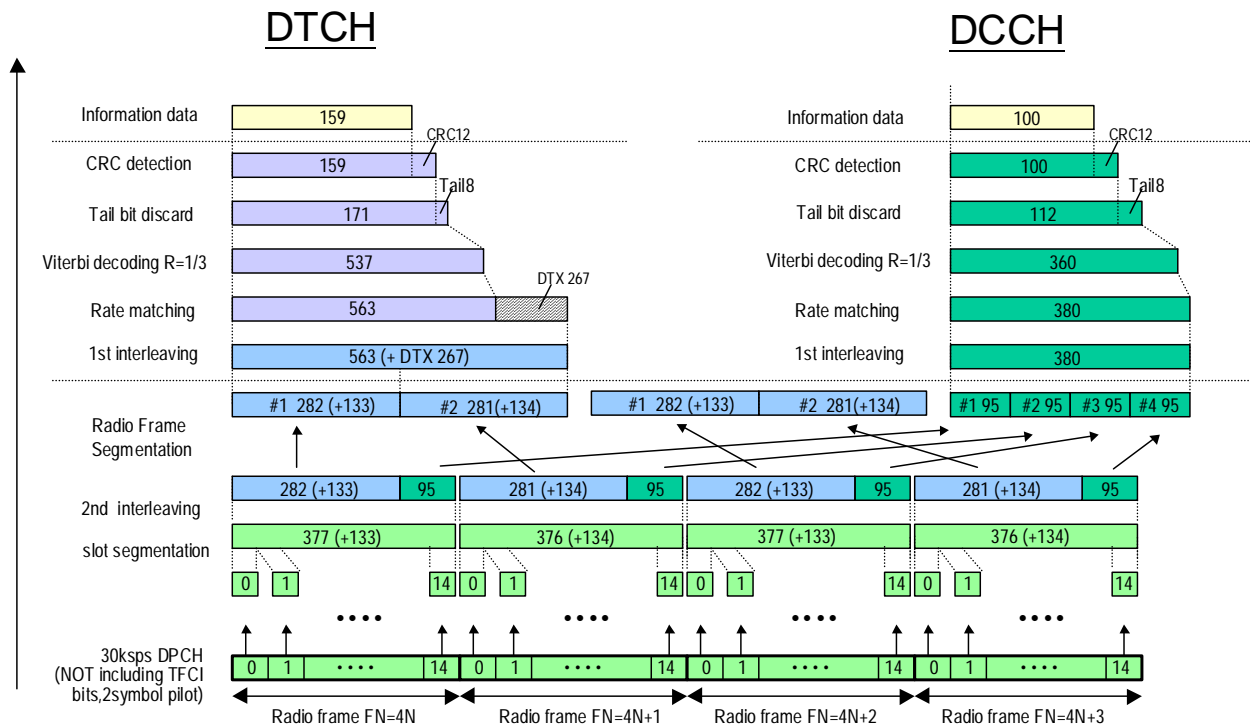 DTCH DCCH
Information data 159 Information data 100
CRC12 CRC12
CRC detection 159 CRC detection 100
Tail8 Tail8
Tail bit discard 171 Tail bit discard 112
Viterbi decoding R=1/3 537 Viterbi decoding R=1/3 360
DTX 267
Rate matching 563 Rate matching 380
1st interleaving 563 (+ DTX 267) 1st interleaving 380
#1 282 (+133) #2 281(+134) #1 282 (+133) #2 281(+134) #1 95 #2 95 #3 95 #4 95
Radio Frame
Segmentation
282 (+133) 95 281 (+134) 95 282 (+133) 95 281 (+134) 95
2nd interleaving
377 (+133) 376 (+134) 377 (+133) 376 (+134)
slot segmentation
0 1 14 0 1 14 0 1 14 0 1 14
•••• •••• •••• ••••
30ksps DPCH
(NOT including TFCI
bits,2symbol pilot)
0 1 •••• 14 0 1 •••• 14 0 1 •••• 14 0 1 •••• 14
Radio frame FN=4N Radio frame FN=4N+1 Radio frame FN=4N+2 Radio frame FN=4N+3